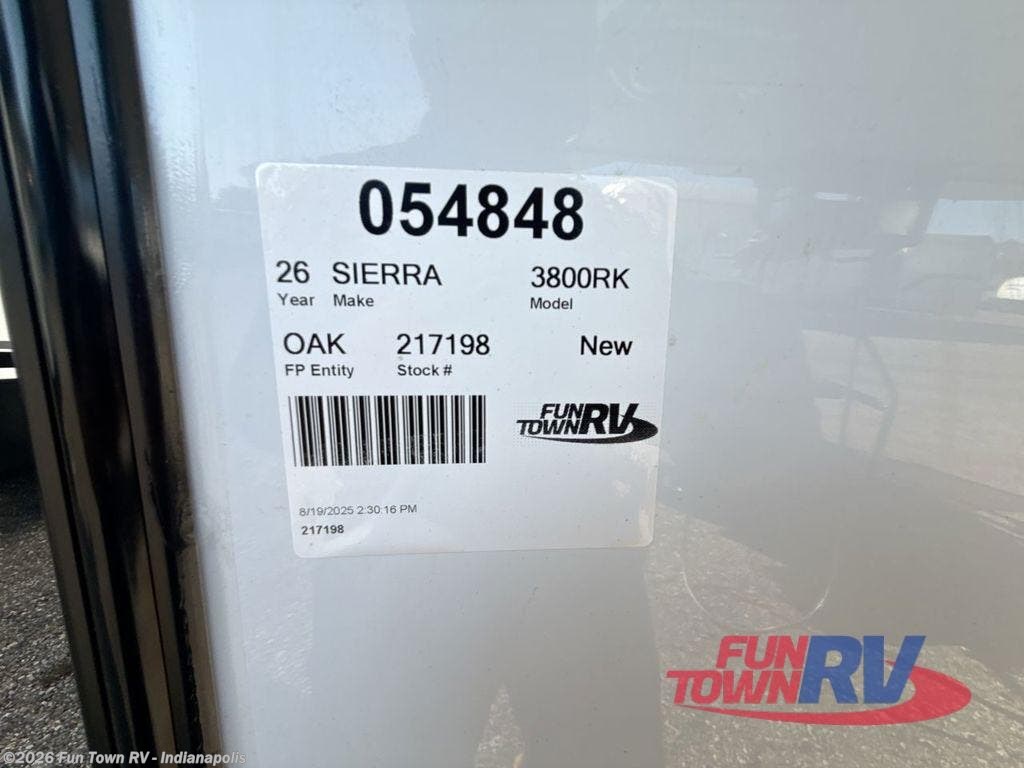 054848
26 SIERRA 3800RK
Year Make Model
OAK 217198 New
FP Entity Stock #
FUN
TOWN RV
8/19/2025 2:30:16 PM
217198
FUN
TOWN RV
©2026 Fun Town RV - Indianapolis